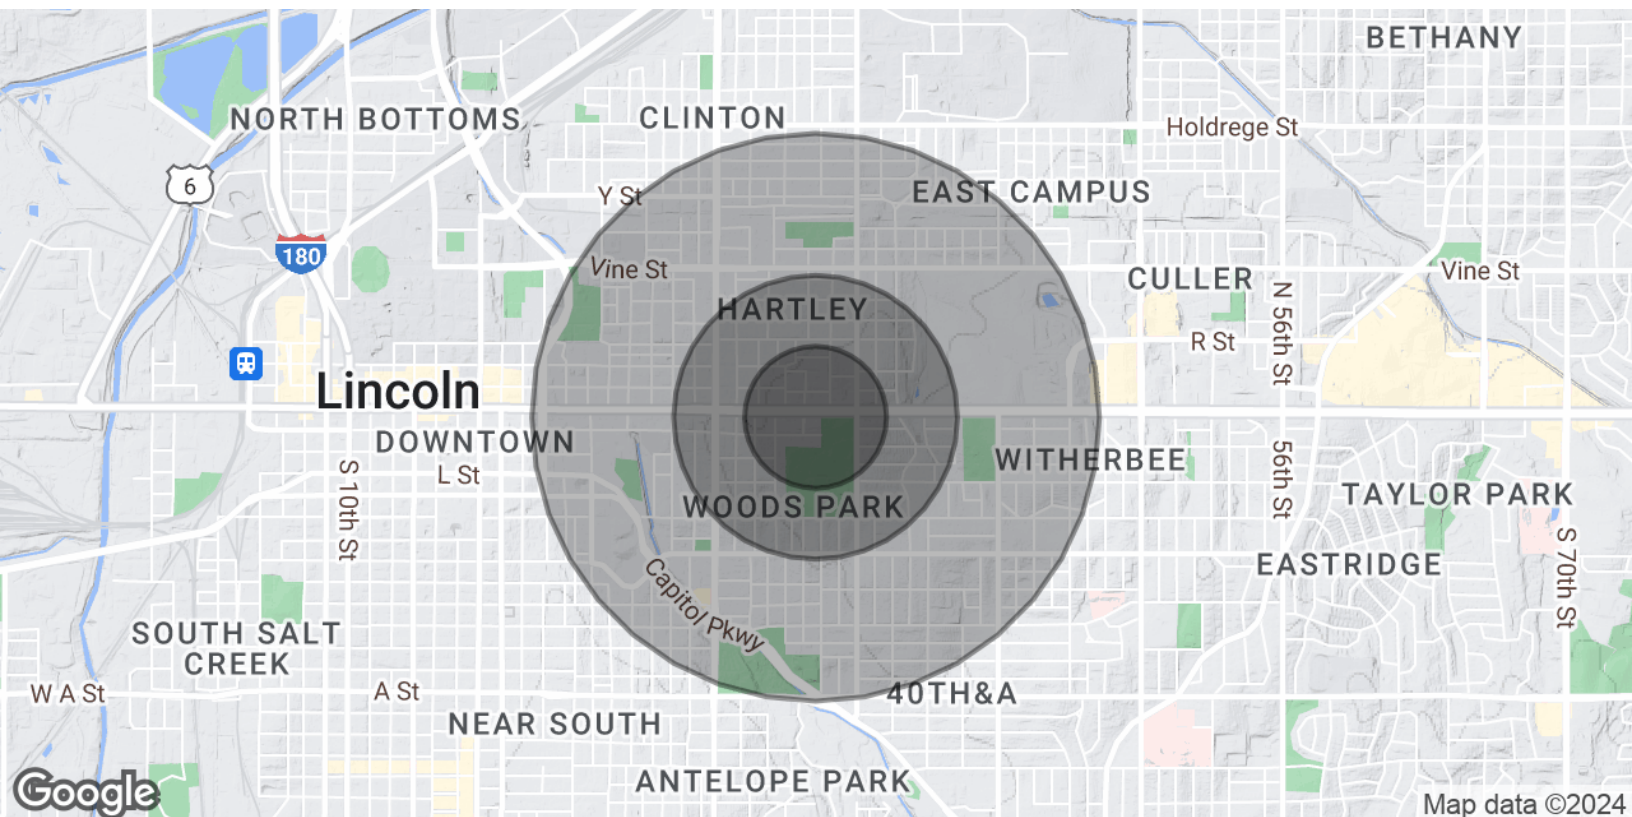 BETHANY
NORTH BOTTOMS
CLINTON
Holdrege St
6
Y St
EAST CAMPUS
180
Vine St
CULLER
Vine St
HARTLEY
N 56th St
R St
Lincoln
DOWNTOWN
L St
WITHERBEE
56th St
S 10th St
WOODS PARK
TAYLOR PARK
EASTRIDGE
S 70th St
Capitol Pkwy
SOUTH SALT
CREEK
W A St
A St
40TH&A
NEAR SOUTH
ANTELOPE PARK
Google
Map data ©2024